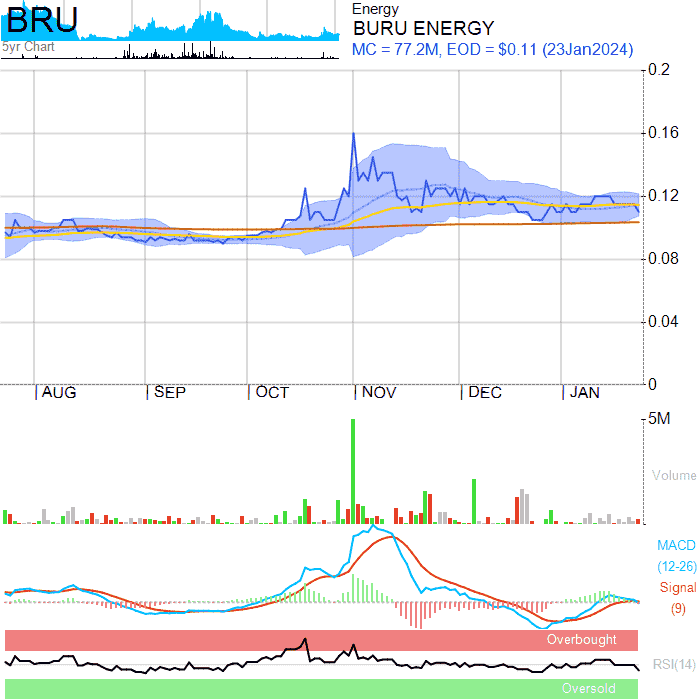 BRU
5yr Chart
Energy
BURU ENERGY
MC = 77.2M, EOD = $0.11 (23Jan2024)
0.2
0.16
0.12
0.08
0.04
0
AUG SEP OCT NOV DEC JAN
5M
Volume
MACD
(12-26)
Signal
(9)
Overbought
RSI(14)
Oversold